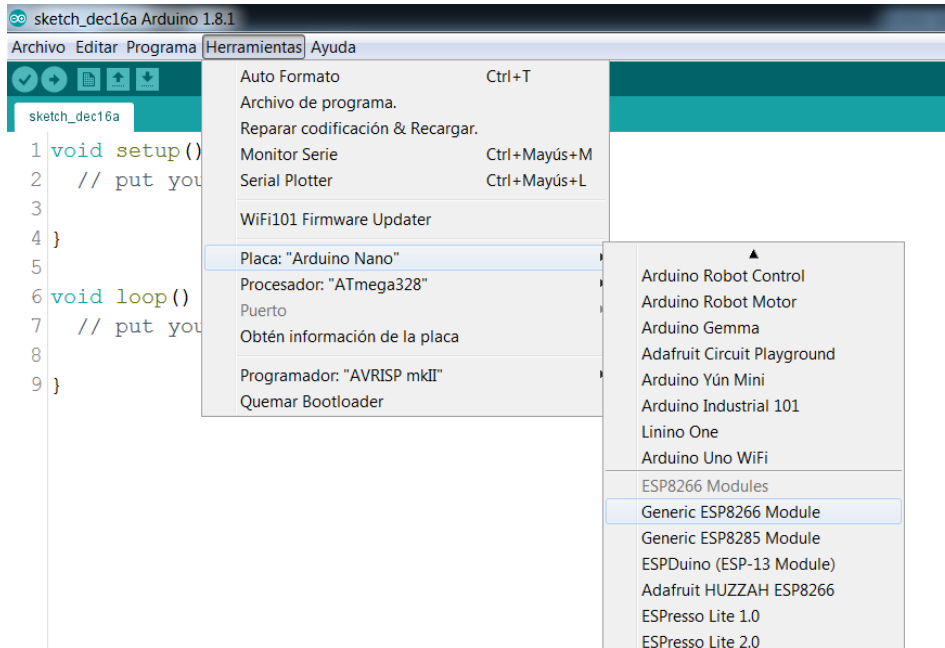 sketch_dec16a Arduino 1.8.1
Archivo Editar Programa Herramientas Ayuda
sketch_dec16a
1 void setup()
2 // put you
3
4 }
5
6 void loop()
7 // put you
8
9 }
Auto Formato Ctrl+T
Archivo de programa.
Reparar codificación & Recargar.
Monitor Serie Ctrl+Mayús+M
Serial Plotter Ctrl+Mayús+L
WiFi101 Firmware Updater
Placa: "Arduino Nano"
Procesador: "ATmega328"
Puerto
Obtén información de la placa
Programador: "AVRISP mkII"
Quemar Bootloader
Arduino Robot Control
Arduino Robot Motor
Arduino Gemma
Adafruit Circuit Playground
Arduino Yún Mini
Arduino Industrial 101
Linino One
Arduino Uno WiFi
ESP8266 Modules
Generic ESP8266 Module
Generic ESP8285 Module
ESPDuino (ESP-13 Module)
Adafruit HUZZAH ESP8266
ESPresso Lite 1.0
ESPresso Lite 2.0